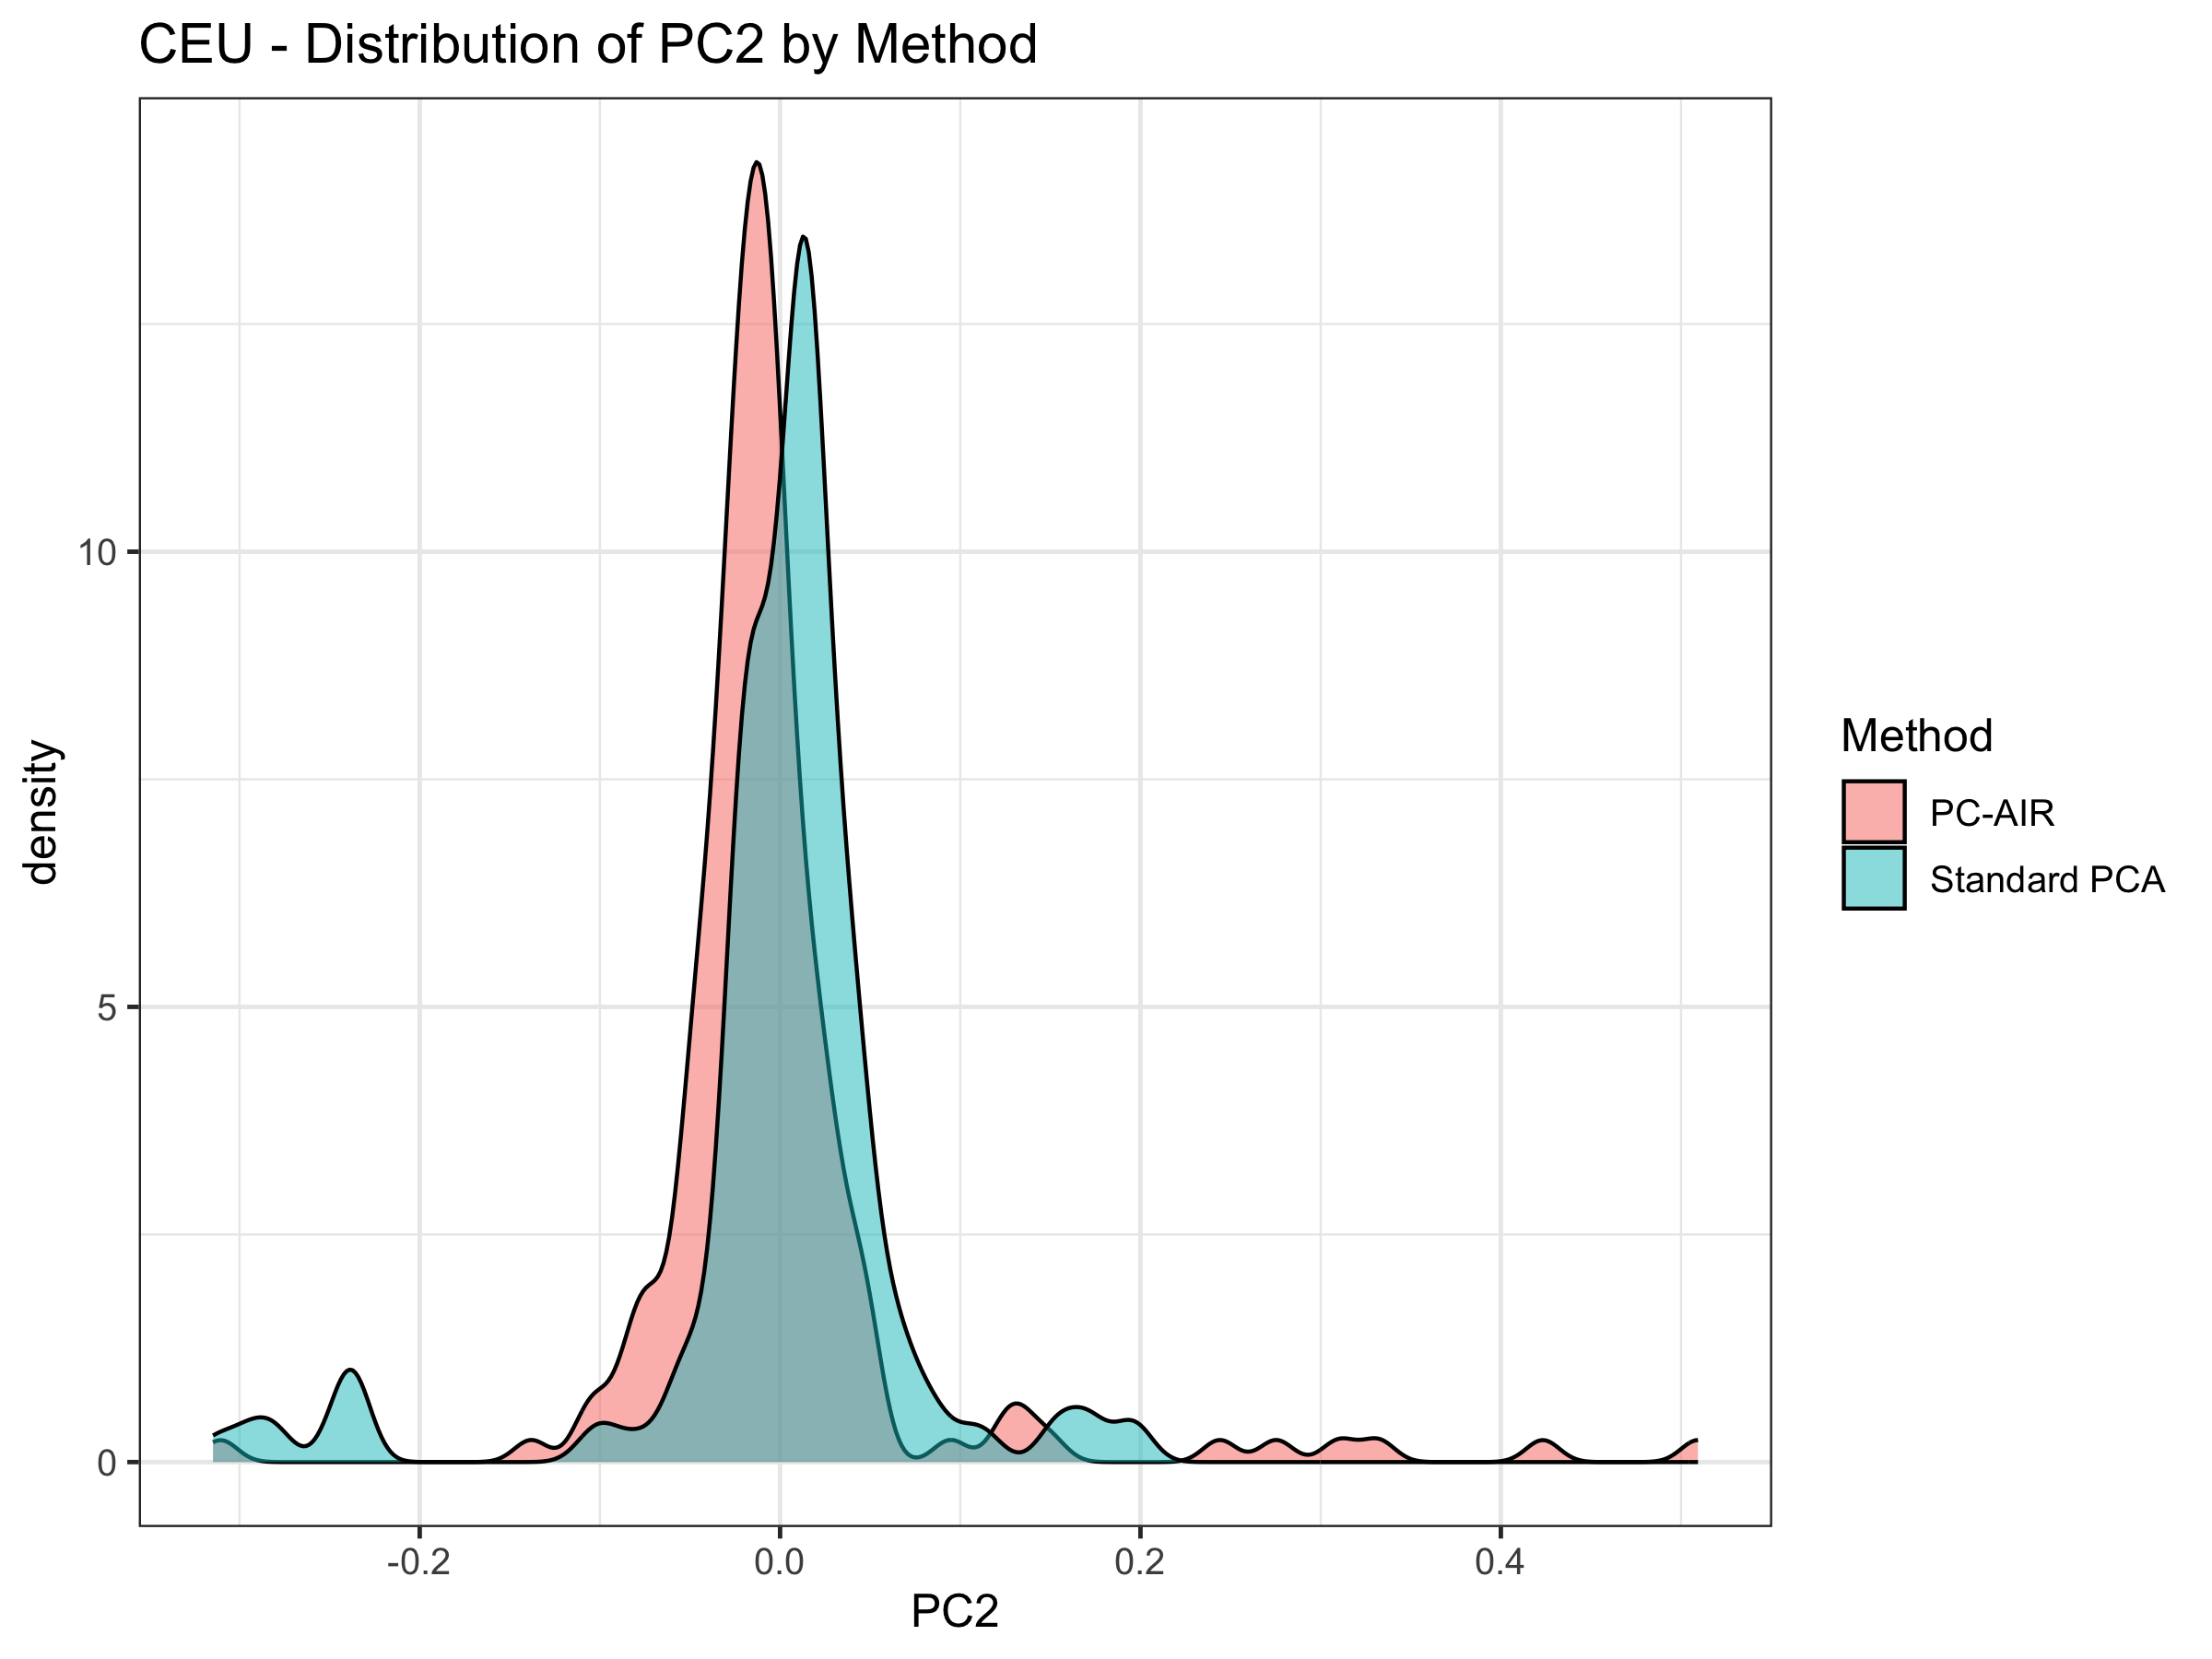 CEU - Distribution of PC2 by Method
density
10
5
0
-0.2
0.0
0.2
0.4
PC2
Method
PC-AIR
Standard PCA